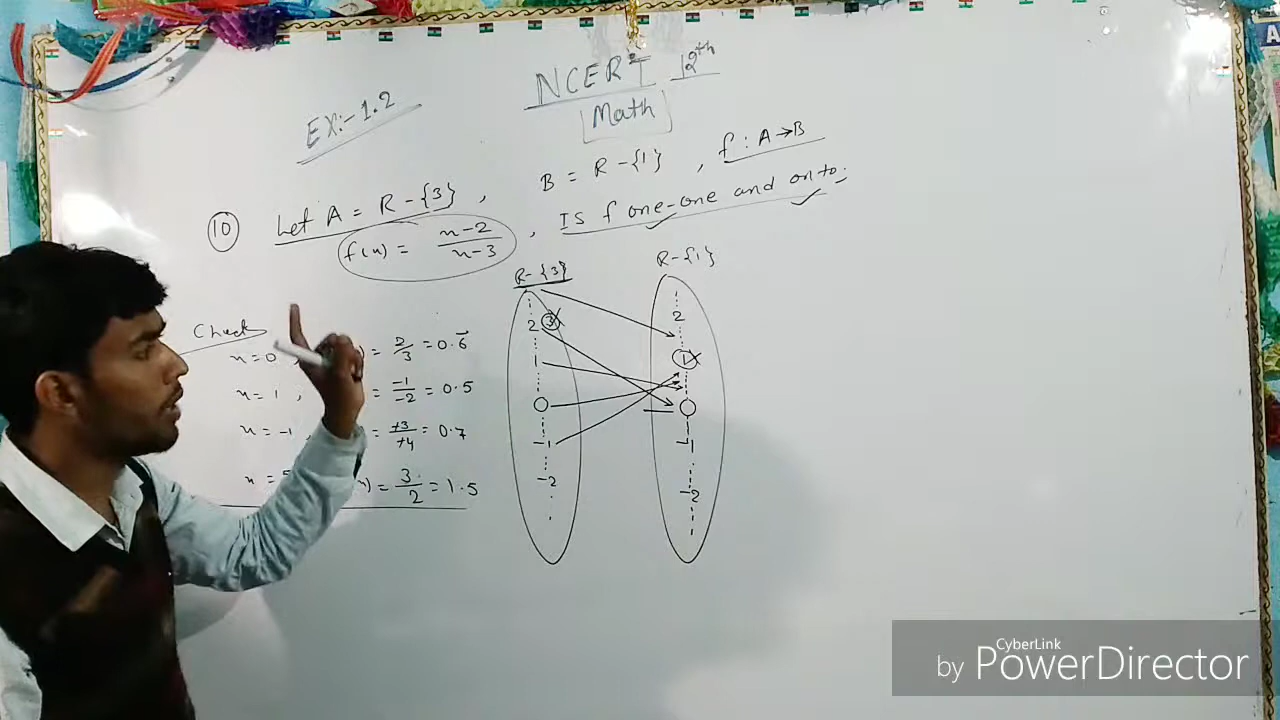 NCERT 12th
Math
EX:- 1.2
(10) Let A = R-{3}, B = R-{1}, f: A→B
f(x) = x-2/x-3, Is f one-one and onto.
R-{3} R-{1}
Check
x=0, ) = 2/3 = 0.6
x=1, = -1/-2 = 0.5
x=-1, = +3/+4 = 0.7
x=5 ) = 3/2 = 1.5
2 3
1
0
-1
-2
2
1
0
-1
-2
CyberLink
by PowerDirector